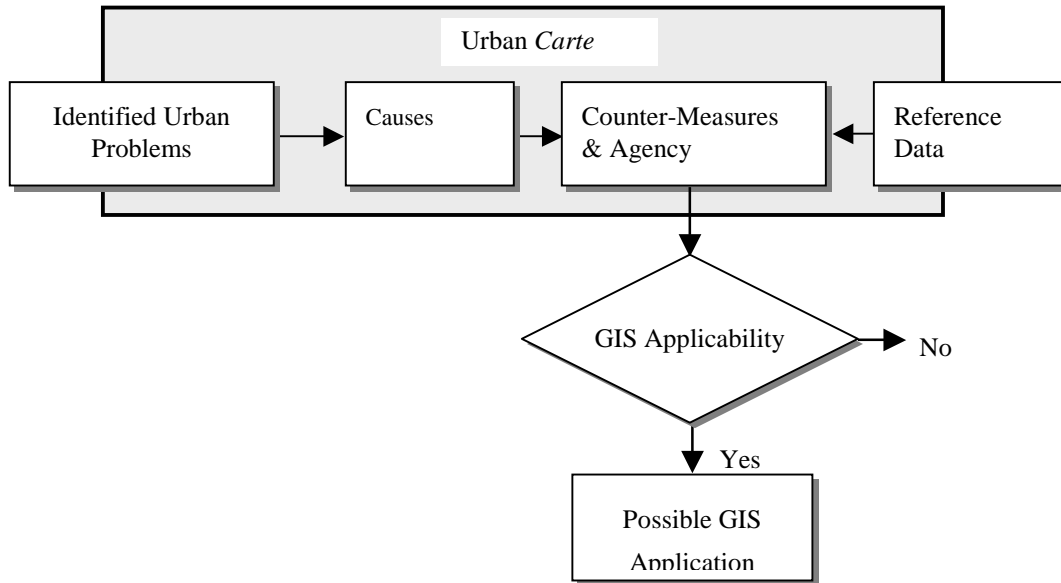 Urban Carte
Identified Urban
Problems
Causes
Counter-Measures
& Agency
Reference
Data
GIS Applicability
No
Yes
Possible GIS
Application